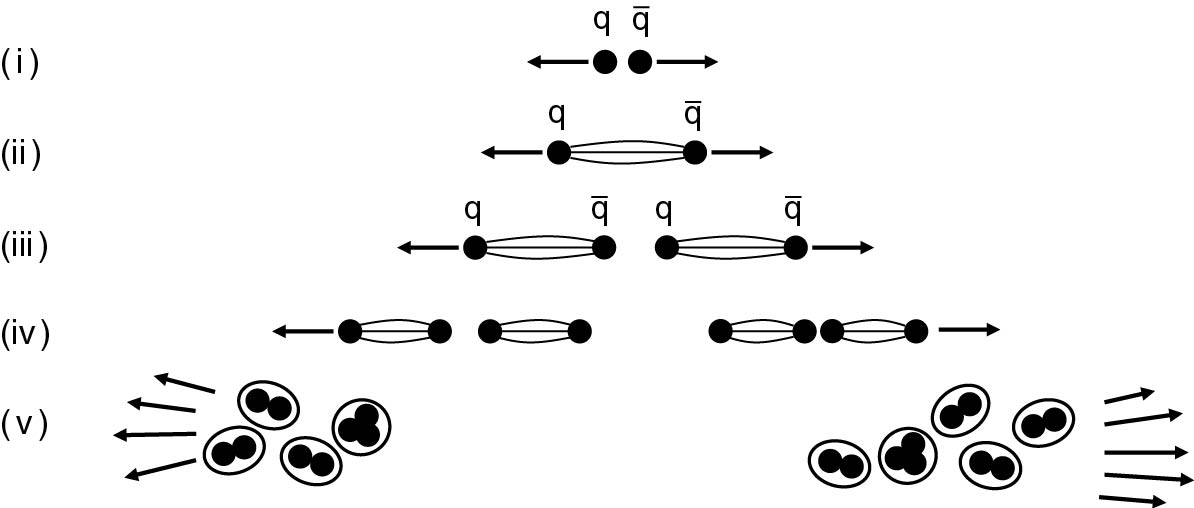 (i) q q̅
(ii) q q̅
(iii) q q̅ q q̅
(iv)
(v)